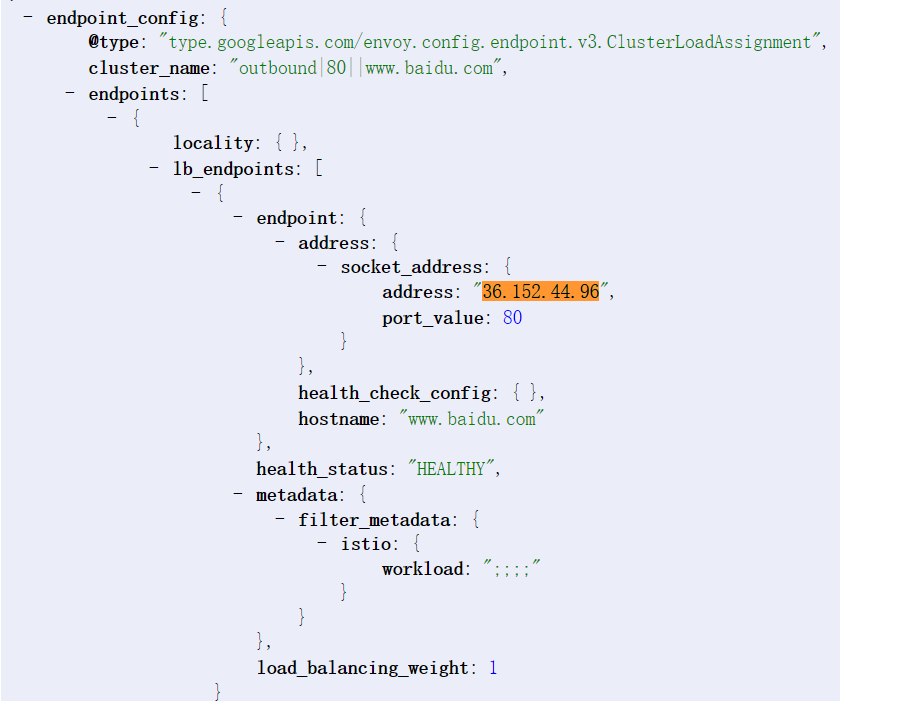 - endpoint_config: {
@type: "type.googleapis.com/envoy.config.endpoint.v3.ClusterLoadAssignment",
cluster_name: "outbound|80||www.baidu.com",
- endpoints: [
- {
locality: { },
- lb_endpoints: [
- {
- endpoint: {
- address: {
- socket_address: {
address: "36.152.44.96",
port_value: 80
}
},
health_check_config: { },
hostname: "www.baidu.com"
},
health_status: "HEALTHY",
- metadata: {
- filter_metadata: {
- istio: {
workload: ";;;;"
}
}
},
load_balancing_weight: 1
}